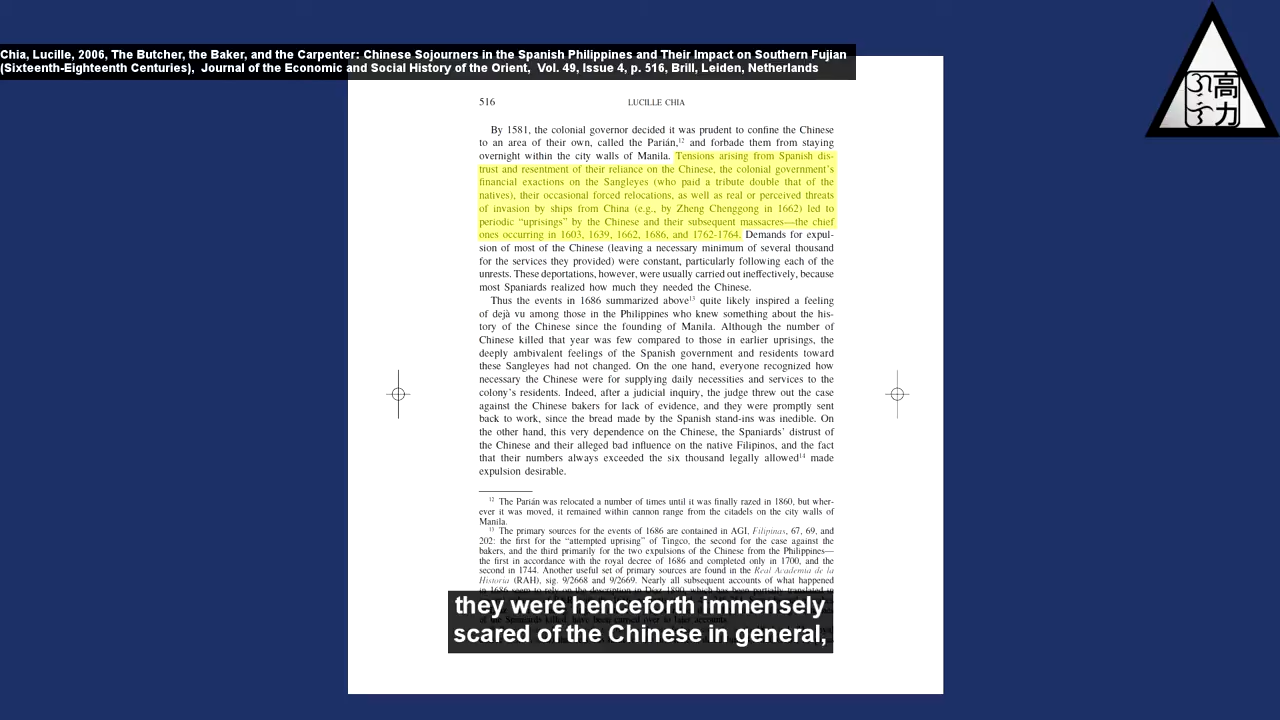 Chia, Lucille, 2006, The Butcher, the Baker, and the Carpenter: Chinese Sojourners in the Spanish Philippines and Their Impact on Southern Fujian
(Sixteenth-Eighteenth Centuries), Journal of the Economic and Social History of the Orient, Vol. 49, Issue 4, p. 516, Brill, Leiden, Netherlands
高
力
516 LUCILLE CHIA
By 1581, the colonial governor decided it was prudent to confine the Chinese
to an area of their own, called the Parián,12 and forbade them from staying
overnight within the city walls of Manila. Tensions arising from Spanish dis-
trust and resentment of their reliance on the Chinese, the colonial government's
financial exactions on the Sangleyes (who paid a tribute double that of the
natives), their occasional forced relocations, as well as real or perceived threats
of invasion by ships from China (e.g., by Zheng Chenggong in 1662) led to
periodic “uprisings” by the Chinese and their subsequent massacres—the chief
ones occurring in 1603, 1639, 1662, 1686, and 1762-1764. Demands for expul-
sion of most of the Chinese (leaving a necessary minimum of several thousand
for the services they provided) were constant, particularly following each of the
unrests. These deportations, however, were usually carried out ineffectively, because
most Spaniards realized how much they needed the Chinese.
Thus the events in 1686 summarized above13 quite likely inspired a feeling
of dejà vu among those in the Philippines who knew something about the his-
tory of the Chinese since the founding of Manila. Although the number of
Chinese killed that year was few compared to those in earlier uprisings, the
deeply ambivalent feelings of the Spanish government and residents toward
these Sangleyes had not changed. On the one hand, everyone recognized how
necessary the Chinese were for supplying daily necessities and services to the
colony's residents. Indeed, after a judicial inquiry, the judge threw out the case
against the Chinese bakers for lack of evidence, and they were promptly sent
back to work, since the bread made by the Spanish stand-ins was inedible. On
the other hand, this very dependence on the Chinese, the Spaniards' distrust of
the Chinese and their alleged bad influence on the native Filipinos, and the fact
that their numbers always exceeded the six thousand legally allowed14 made
expulsion desirable.
12 The Parián was relocated a number of times until it was finally razed in 1860, but wher-
ever it was moved, it remained within cannon range from the citadels on the city walls of
Manila.
13 The primary sources for the events of 1686 are contained in AGI, Filipinas, 67, 69, and
202: the first for the “attempted uprising” of Tingco, the second for the case against the
bakers, and the third primarily for the two expulsions of the Chinese from the Philippines—
the first in accordance with the royal decree of 1686 and completed only in 1700, and the
second in 1744. Another useful set of primary sources are found in the Real Academia de la
Historia (RAH), sig. 9/2668 and 9/2669. Nearly all subsequent accounts of what happened
in 1686 seem to rely on the description in Díaz 1890, which has been partially translated in
they were henceforth immensely
scared of the Chinese in general,